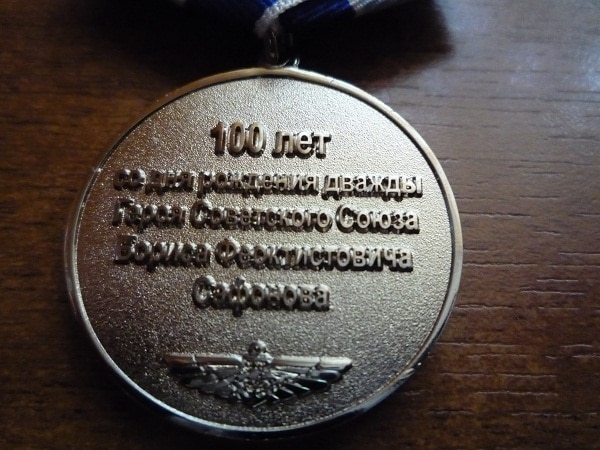 100 лет
со дня рождения дважды
Героя Советского Союза
Бориса Феоктистовича
Сафонова